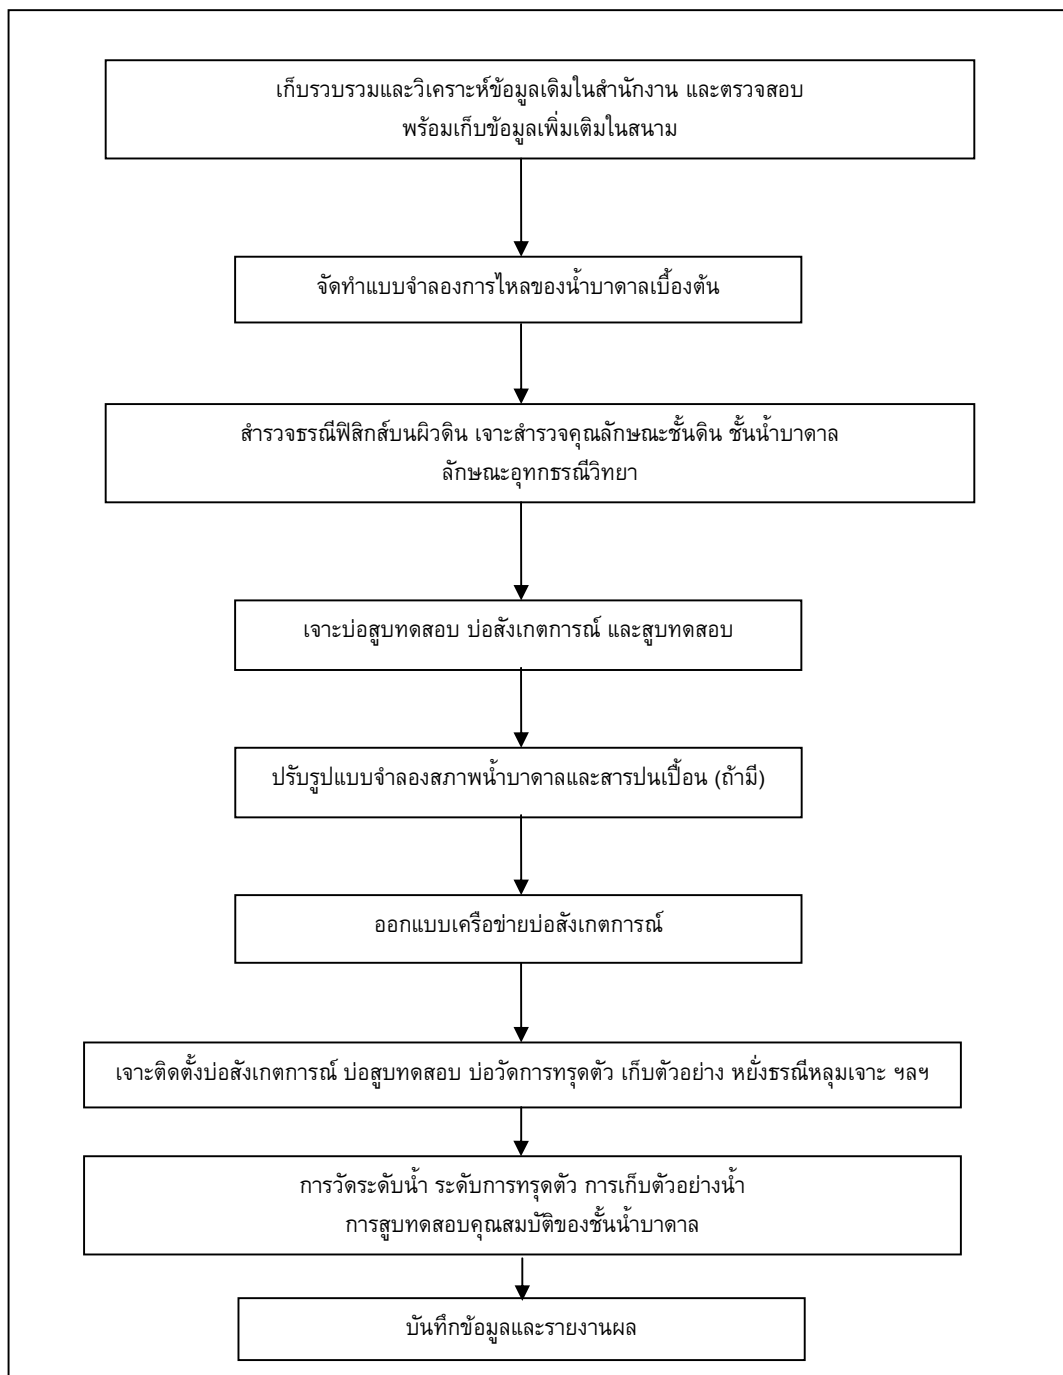 เก็บรวบรวมและวิเคราะห์ข้อมูลเดิมในสำนักงาน และตรวจสอบ
พร้อมเก็บข้อมูลเพิ่มเติมในสนาม
จัดทำแบบจำลองการไหลของน้ำบาดาลเบื้องต้น
สำรวจธรณีฟิสิกส์บนผิวดิน เจาะสำรวจคุณลักษณะชั้นดิน ชั้นน้ำบาดาล
ลักษณะอุทกธรณีวิทยา
เจาะบ่อสูบทดสอบ บ่อสังเกตการณ์ และสูบทดสอบ
ปรับรูปแบบจำลองสภาพน้ำบาดาลและสารปนเปื้อน (ถ้ามี)
ออกแบบเครือข่ายบ่อสังเกตการณ์
เจาะติดตั้งบ่อสังเกตการณ์ บ่อสูบทดสอบ บ่อวัดการทรุดตัว เก็บตัวอย่าง หยั่งธรณีหลุมเจาะ ฯลฯ
การวัดระดับน้ำ ระดับการทรุดตัว การเก็บตัวอย่างน้ำ
การสูบทดสอบคุณสมบัติของชั้นน้ำบาดาล
บันทึกข้อมูลและรายงานผล